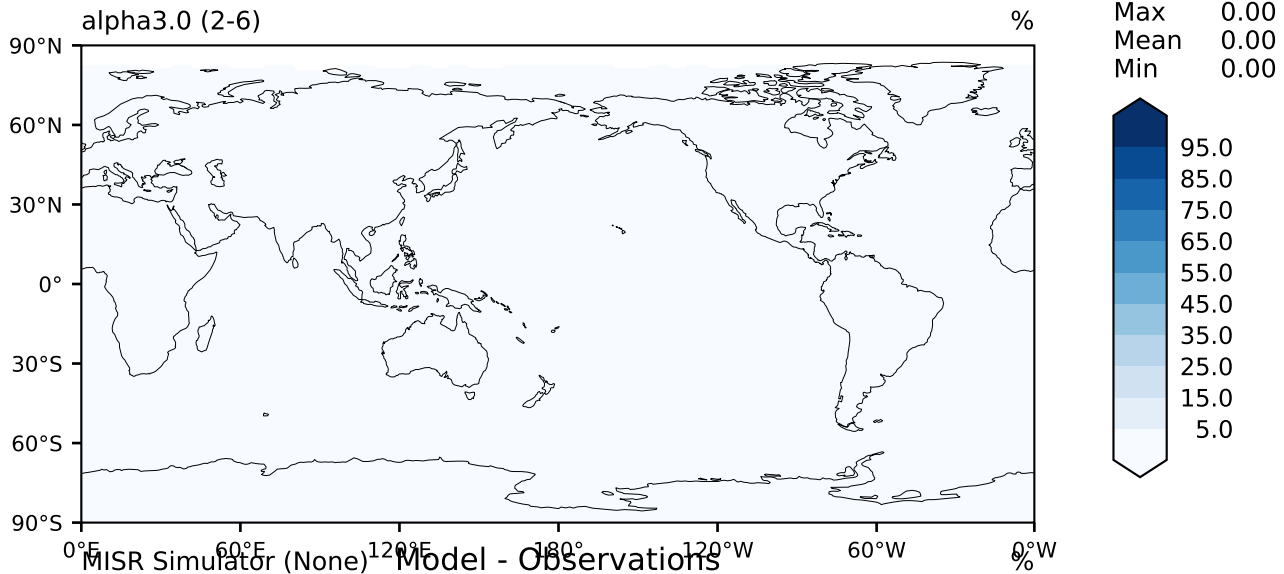 alpha3.0 (2-6) %
Max 0.00
Mean 0.00
Min 0.00
90°N
60°N
30°N
0°
30°S
60°S
90°S
0°E 60°E 120°E 180° 120°W 60°W 0°W
95.0
85.0
75.0
65.0
55.0
45.0
35.0
25.0
15.0
5.0
MISR Simulator (None) Model - Observations %